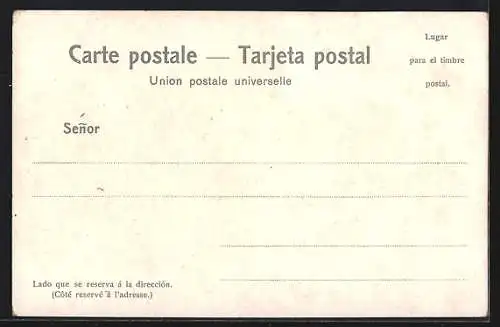 Carte postale — Tarjeta postal
Union postale universelle
Lugar
para el timbre
postal.
Señor
Lado que se reserva á la dirección.
(Côté reservé à l'adresse.)